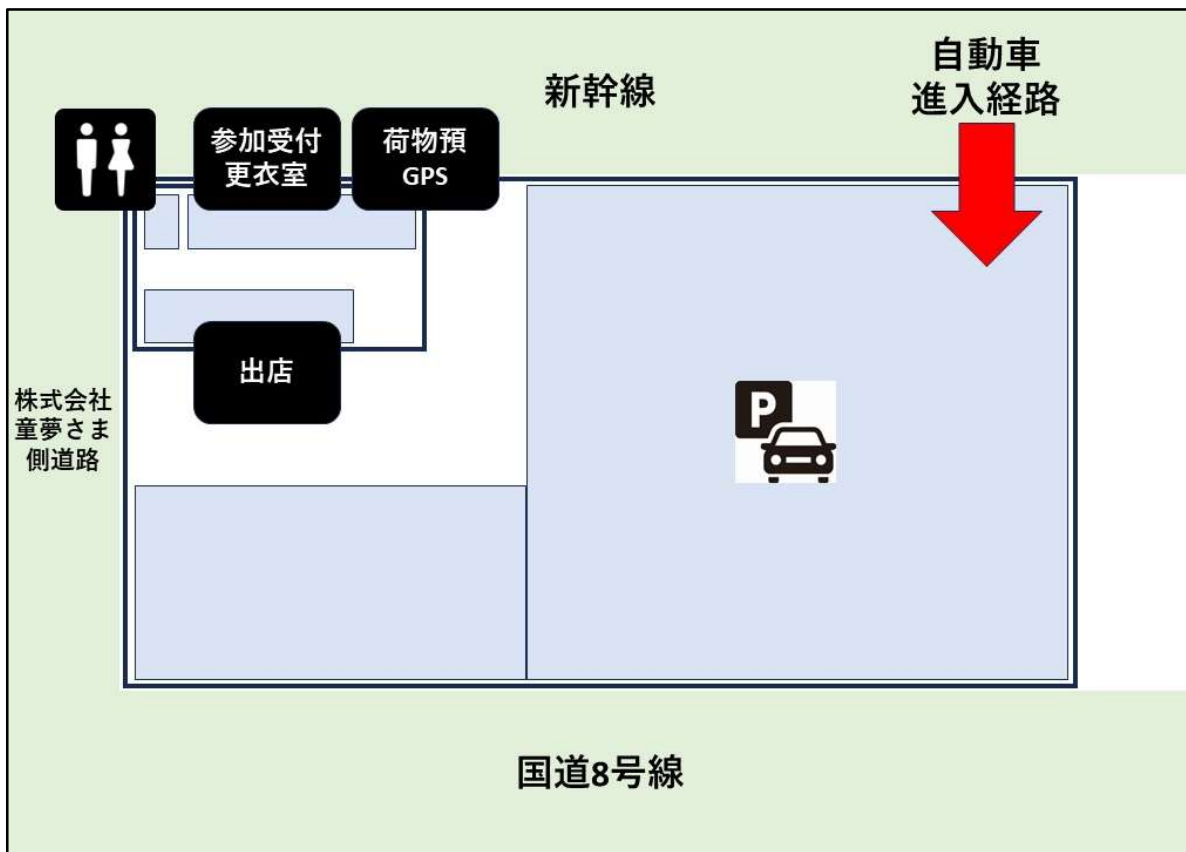 自動車
進入経路
新幹線
参加受付
更衣室
荷物預
GPS
出店
株式会社
童夢さま
側道路
P
国道8号線